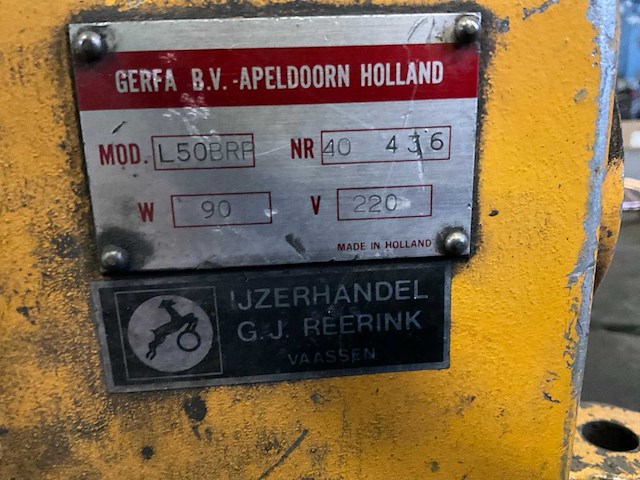 GERFA B.V. - APELDOORN HOLLAND
MOD. L50BRP NR 40 436
W 90 V 220
MADE IN HOLLAND
IJZERHANDEL
G.J. REERINK
VAASSEN